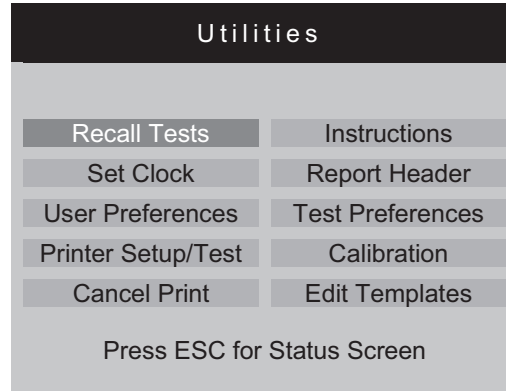 Utilities
Recall Tests Instructions
Set Clock Report Header
User Preferences Test Preferences
Printer Setup/Test Calibration
Cancel Print Edit Templates
Press ESC for Status Screen